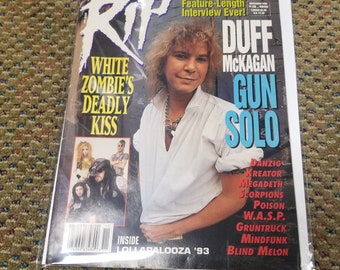 RIP
Feature-Length
Interview Ever!
DUFF
McKAGAN
GUN
SOLO
WHITE
ZOMBIE'S
DEADLY
KISS
DANZIG
KREATOR
MEGADETH
SCORPIONS
POISON
W.A.S.P.
GRUNTRUCK
MINDFUNK
BLIND MELON
INSIDE
LOLLAPALOOZA '93